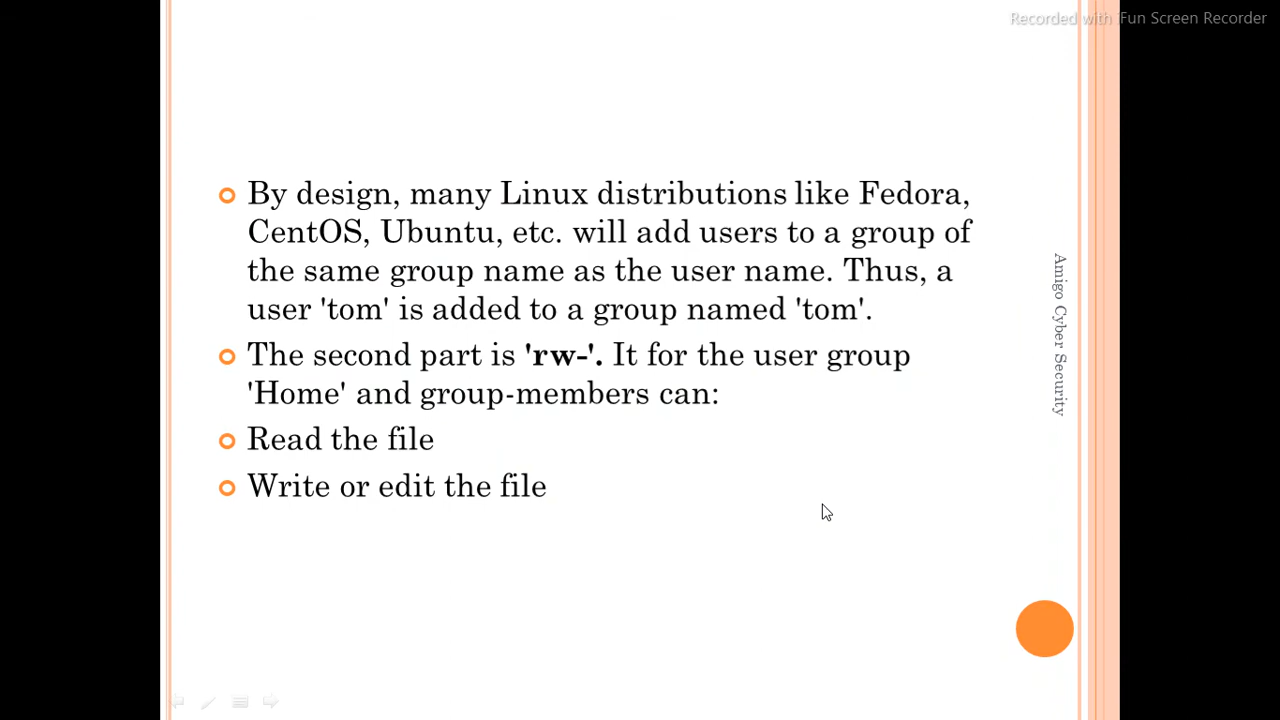 Recorded with iFun Screen Recorder
By design, many Linux distributions like Fedora,
CentOS, Ubuntu, etc. will add users to a group of
the same group name as the user name. Thus, a
user 'tom' is added to a group named 'tom'.
The second part is 'rw-'. It for the user group
'Home' and group-members can:
Read the file
Write or edit the file
Amigo Cyber Security